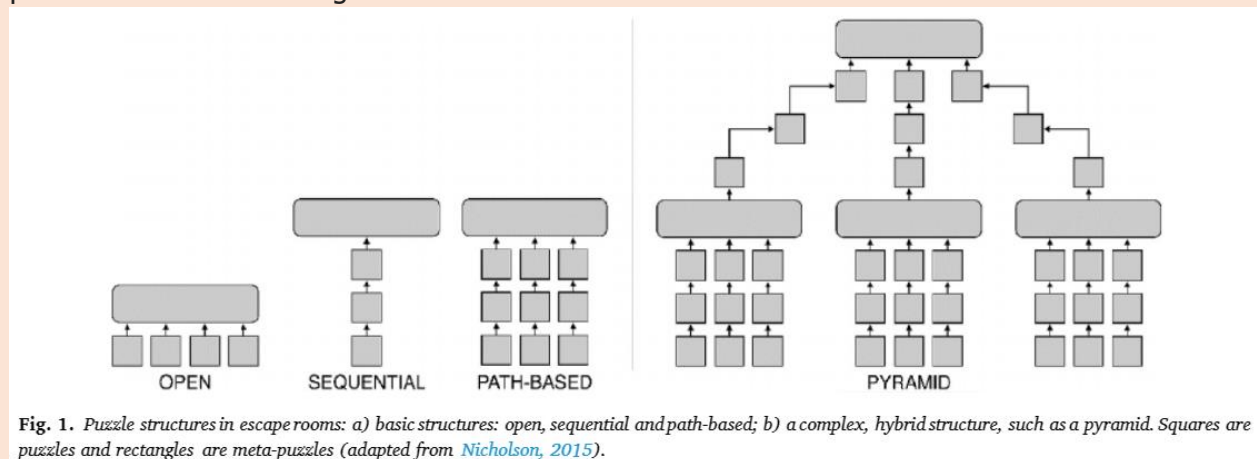 OPEN
SEQUENTIAL
PATH-BASED
PYRAMID
Fig. 1. Puzzle structures in escape rooms: a) basic structures: open, sequential and path-based; b) a complex, hybrid structure, such as a pyramid. Squares are
puzzles and rectangles are meta-puzzles (adapted from Nicholson, 2015).